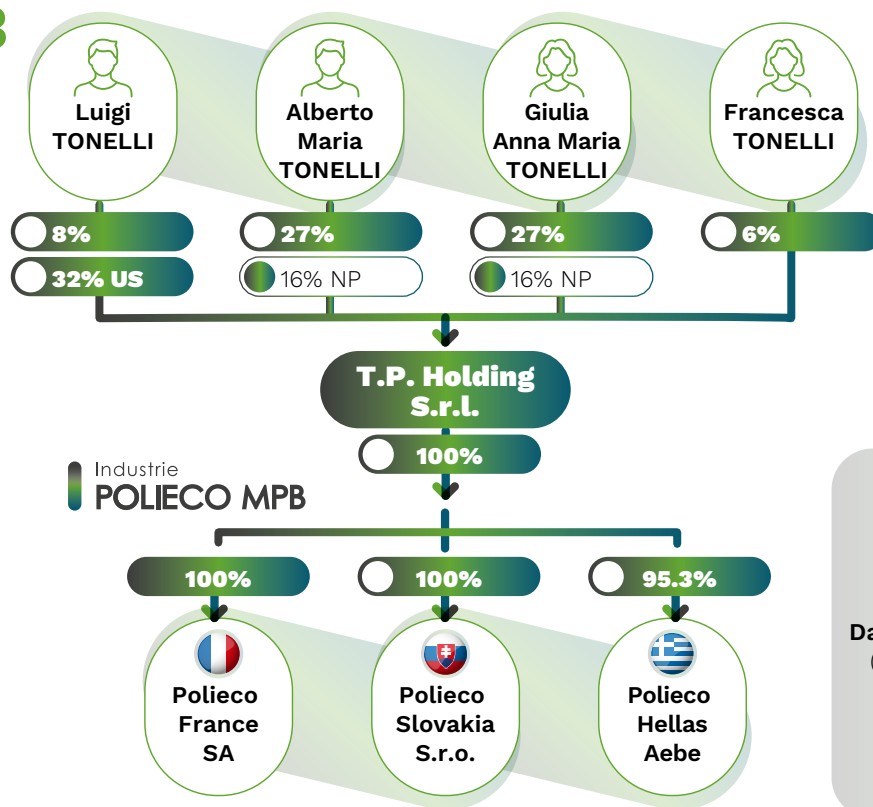 Luigi
TONELLI
Alberto
Maria
TONELLI
Giulia
Anna Maria
TONELLI
Francesca
TONELLI
8%
27%
27%
6%
32% US
16% NP
16% NP
T.P. Holding
S.r.l.
100%
Industrie
POLIECO MPB
100%
100%
95.3%
Polieco
France
SA
Polieco
Slovakia
S.r.o.
Polieco
Hellas
Aebe